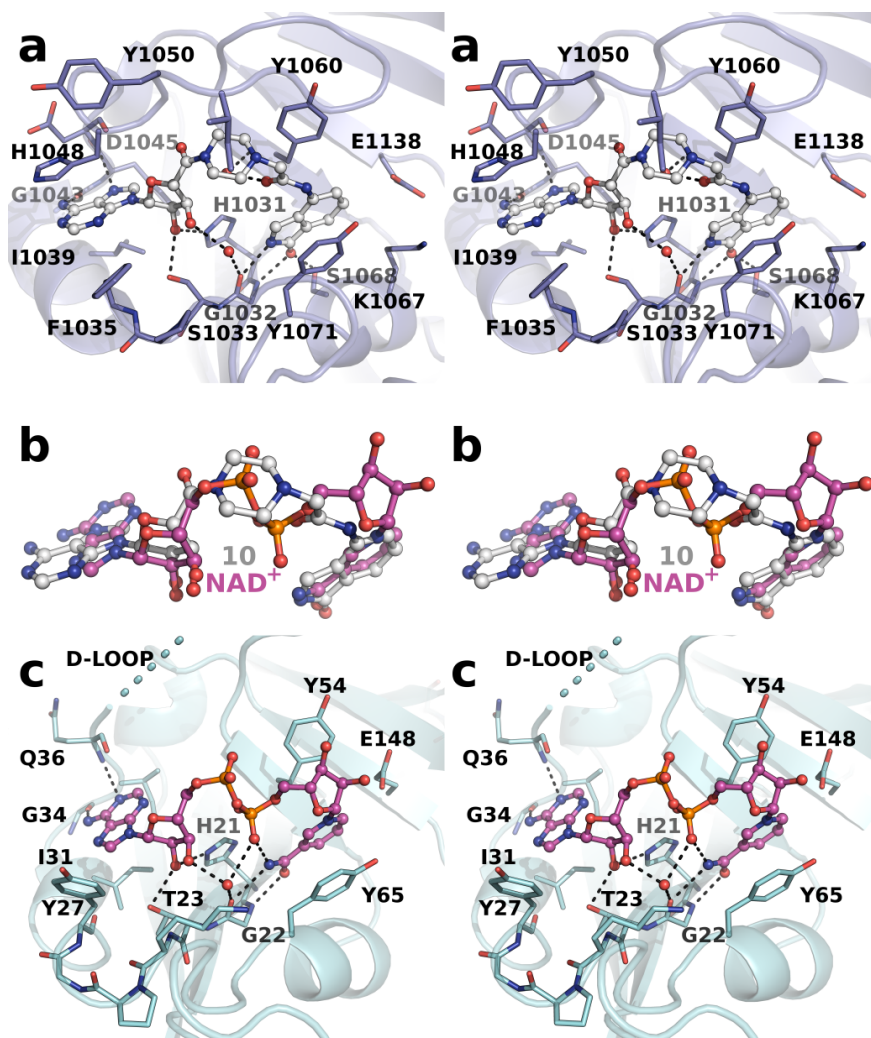 a a
Y1050 Y1060 Y1050 Y1060
D1045 E1138 D1045 E1138
H1048 H1048
G1043 H1031 G1043 H1031
I1039 S1068 I1039 S1068
G1032 K1067 G1032 K1067
F1035 S1033 Y1071 F1035 S1033 Y1071
b b
10 10
NAD+ NAD+
c c
D-LOOP D-LOOP
Y54 Y54
Q36 E148 Q36 E148
G34 H21 G34 H21
I31 I31
Y27 T23 Y65 Y27 T23 Y65
G22 G22